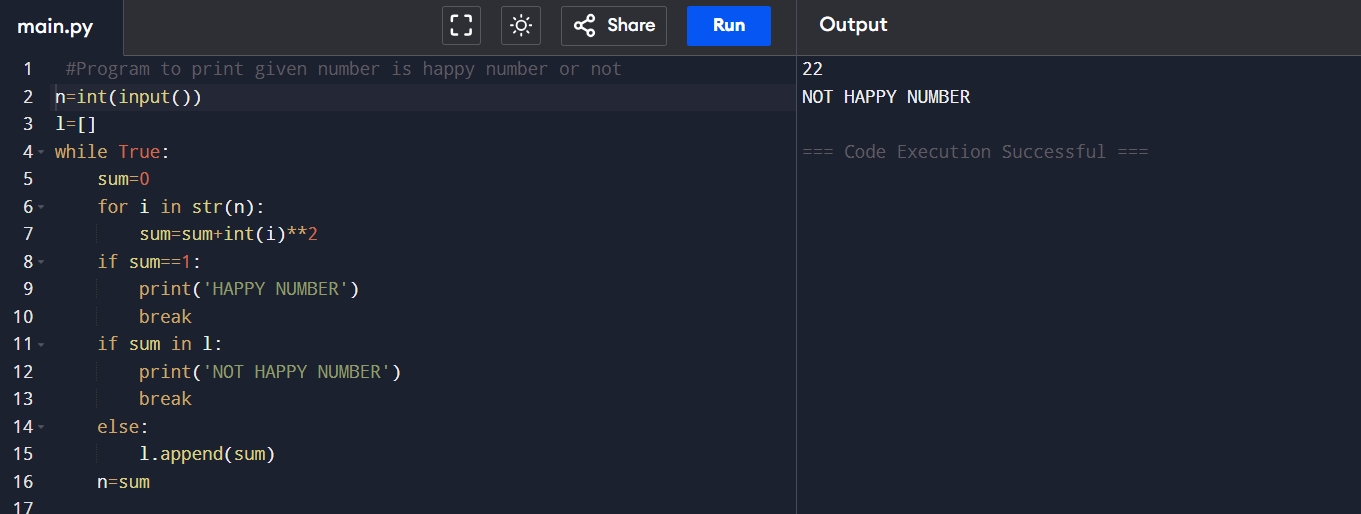 main.py
Share
Run
Output
1 #Program to print given number is happy number or not
2 n=int(input())
3 l=[]
4 while True:
5 sum=0
6 for i in str(n):
7 sum=sum+int(i)**2
8 if sum==1:
9 print('HAPPY NUMBER')
10 break
11 if sum in l:
12 print('NOT HAPPY NUMBER')
13 break
14 else:
15 l.append(sum)
16 n=sum
17
22
NOT HAPPY NUMBER
=== Code Execution Successful ===